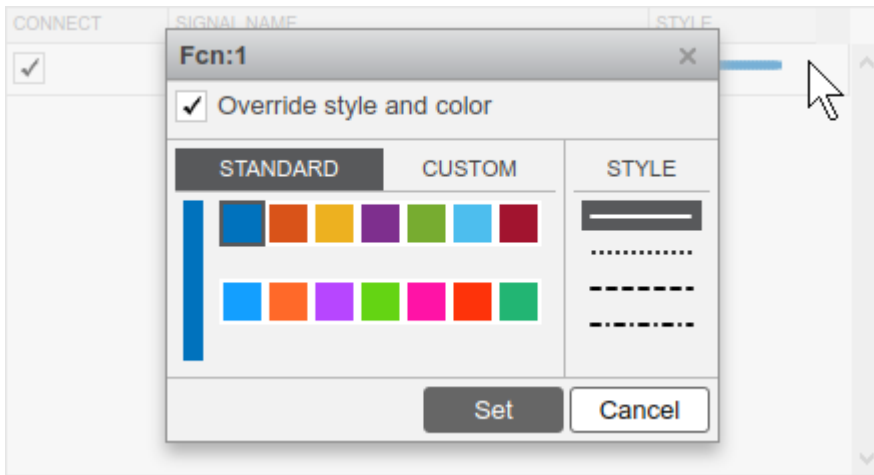 CONNECT SIGNAL NAME STYLE
Fcn:1
Override style and color
STANDARD CUSTOM STYLE
Set Cancel